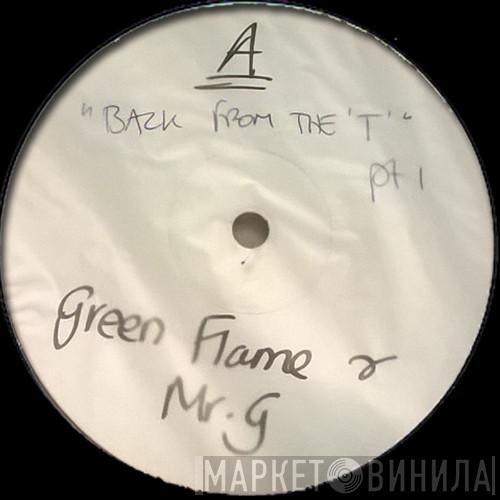 A
"BACK FROM THE 'T'"
pt 1
Green Flame &
Mr. G
МАРКЕТ ВИНИЛА